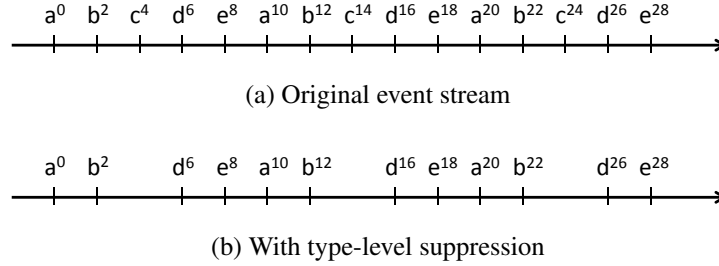 a⁰ b² c⁴ d⁶ e⁸ a¹⁰ b¹² c¹⁴ d¹⁶ e¹⁸ a²⁰ b²² c²⁴ d²⁶ e²⁸
(a) Original event stream
a⁰ b² d⁶ e⁸ a¹⁰ b¹² d¹⁶ e¹⁸ a²⁰ b²² d²⁶ e²⁸
(b) With type-level suppression